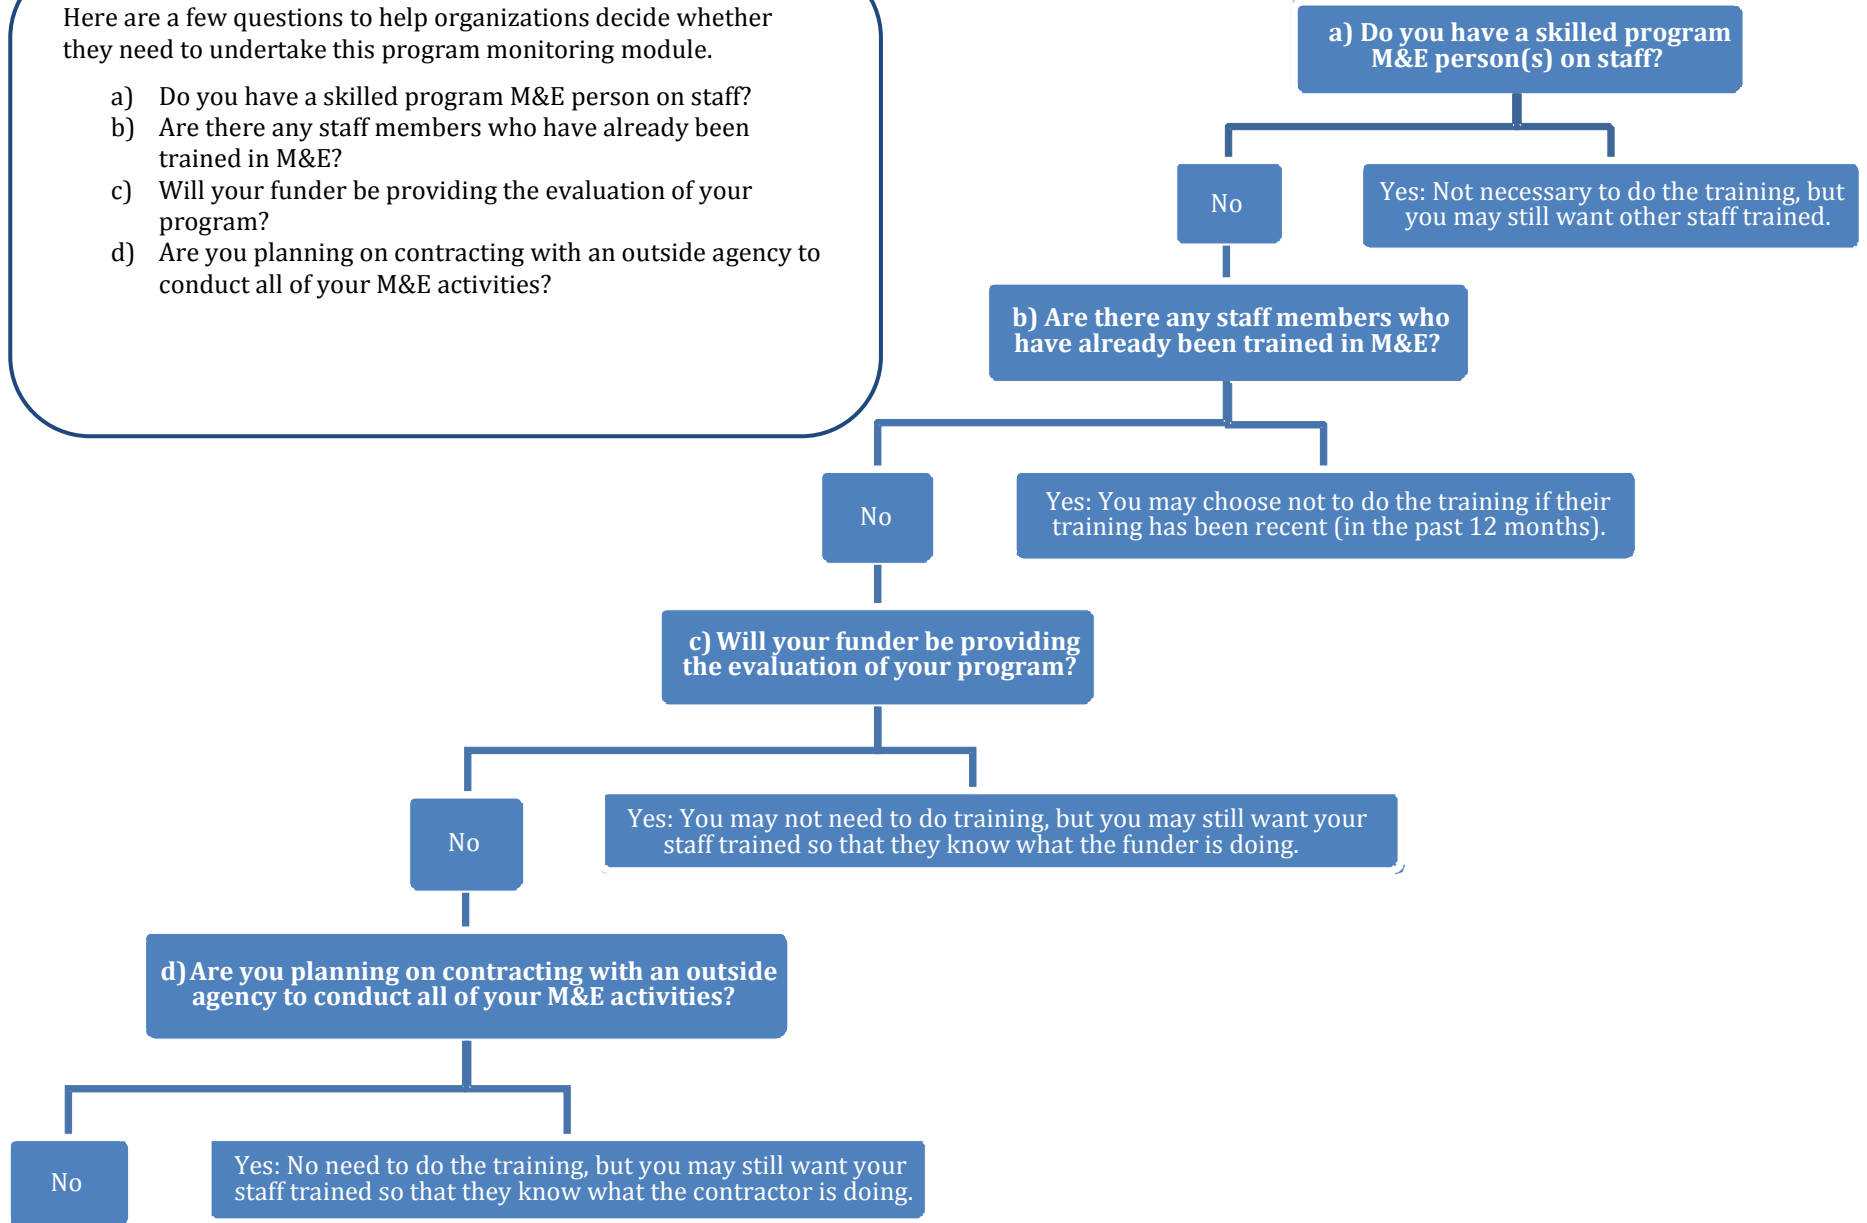 Here are a few questions to help organizations decide whether
they need to undertake this program monitoring module.
a) Do you have a skilled program M&E person on staff?
b) Are there any staff members who have already been
trained in M&E?
c) Will your funder be providing the evaluation of your
program?
d) Are you planning on contracting with an outside agency to
conduct all of your M&E activities?
a) Do you have a skilled program
M&E person(s) on staff?
No
Yes: Not necessary to do the training, but
you may still want other staff trained.
b) Are there any staff members who
have already been trained in M&E?
No
Yes: You may choose not to do the training if their
training has been recent (in the past 12 months).
c) Will your funder be providing
the evaluation of your program?
No
Yes: You may not need to do training, but you may still want your
staff trained so that they know what the funder is doing.
d) Are you planning on contracting with an outside
agency to conduct all of your M&E activities?
No
Yes: No need to do the training, but you may still want your
staff trained so that they know what the contractor is doing.